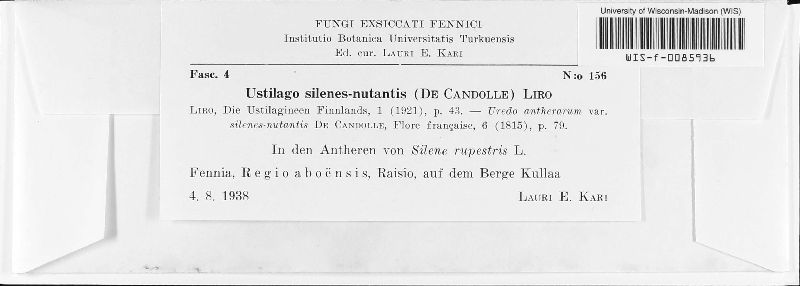 University of Wisconsin-Madison (WIS)
WIS-f-0085936
FUNGI EXSICCATI FENNICI
Institutio Botanica Universitatis Turkuensis
Ed. cur. LAURI E. KARI
Fasc. 4 N:o 156
Ustilago silenes-nutantis (DE CANDOLLE) LIRO
LIRO, Die Ustilagineen Finnlands, 1 (1921), p. 43. — Uredo antherarum var.
silenes-nutantis DE CANDOLLE, Flore française, 6 (1815), p. 79.
In den Antheren von Silene rupestris L.
Fennia, Regio aboënsis, Raisio, auf dem Berge Kullaa
4. 8. 1938 LAURI E. KARI